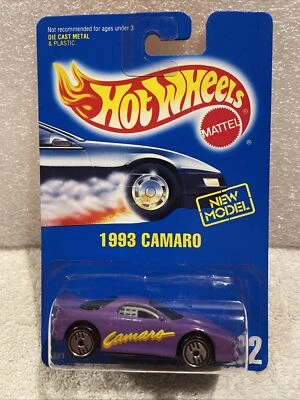 Not recommended for ages under 3
DIE CAST METAL
& PLASTIC
HOT WHEELS
®
MATTEL
®
NEW
MODEL
1993 CAMARO
Camaro